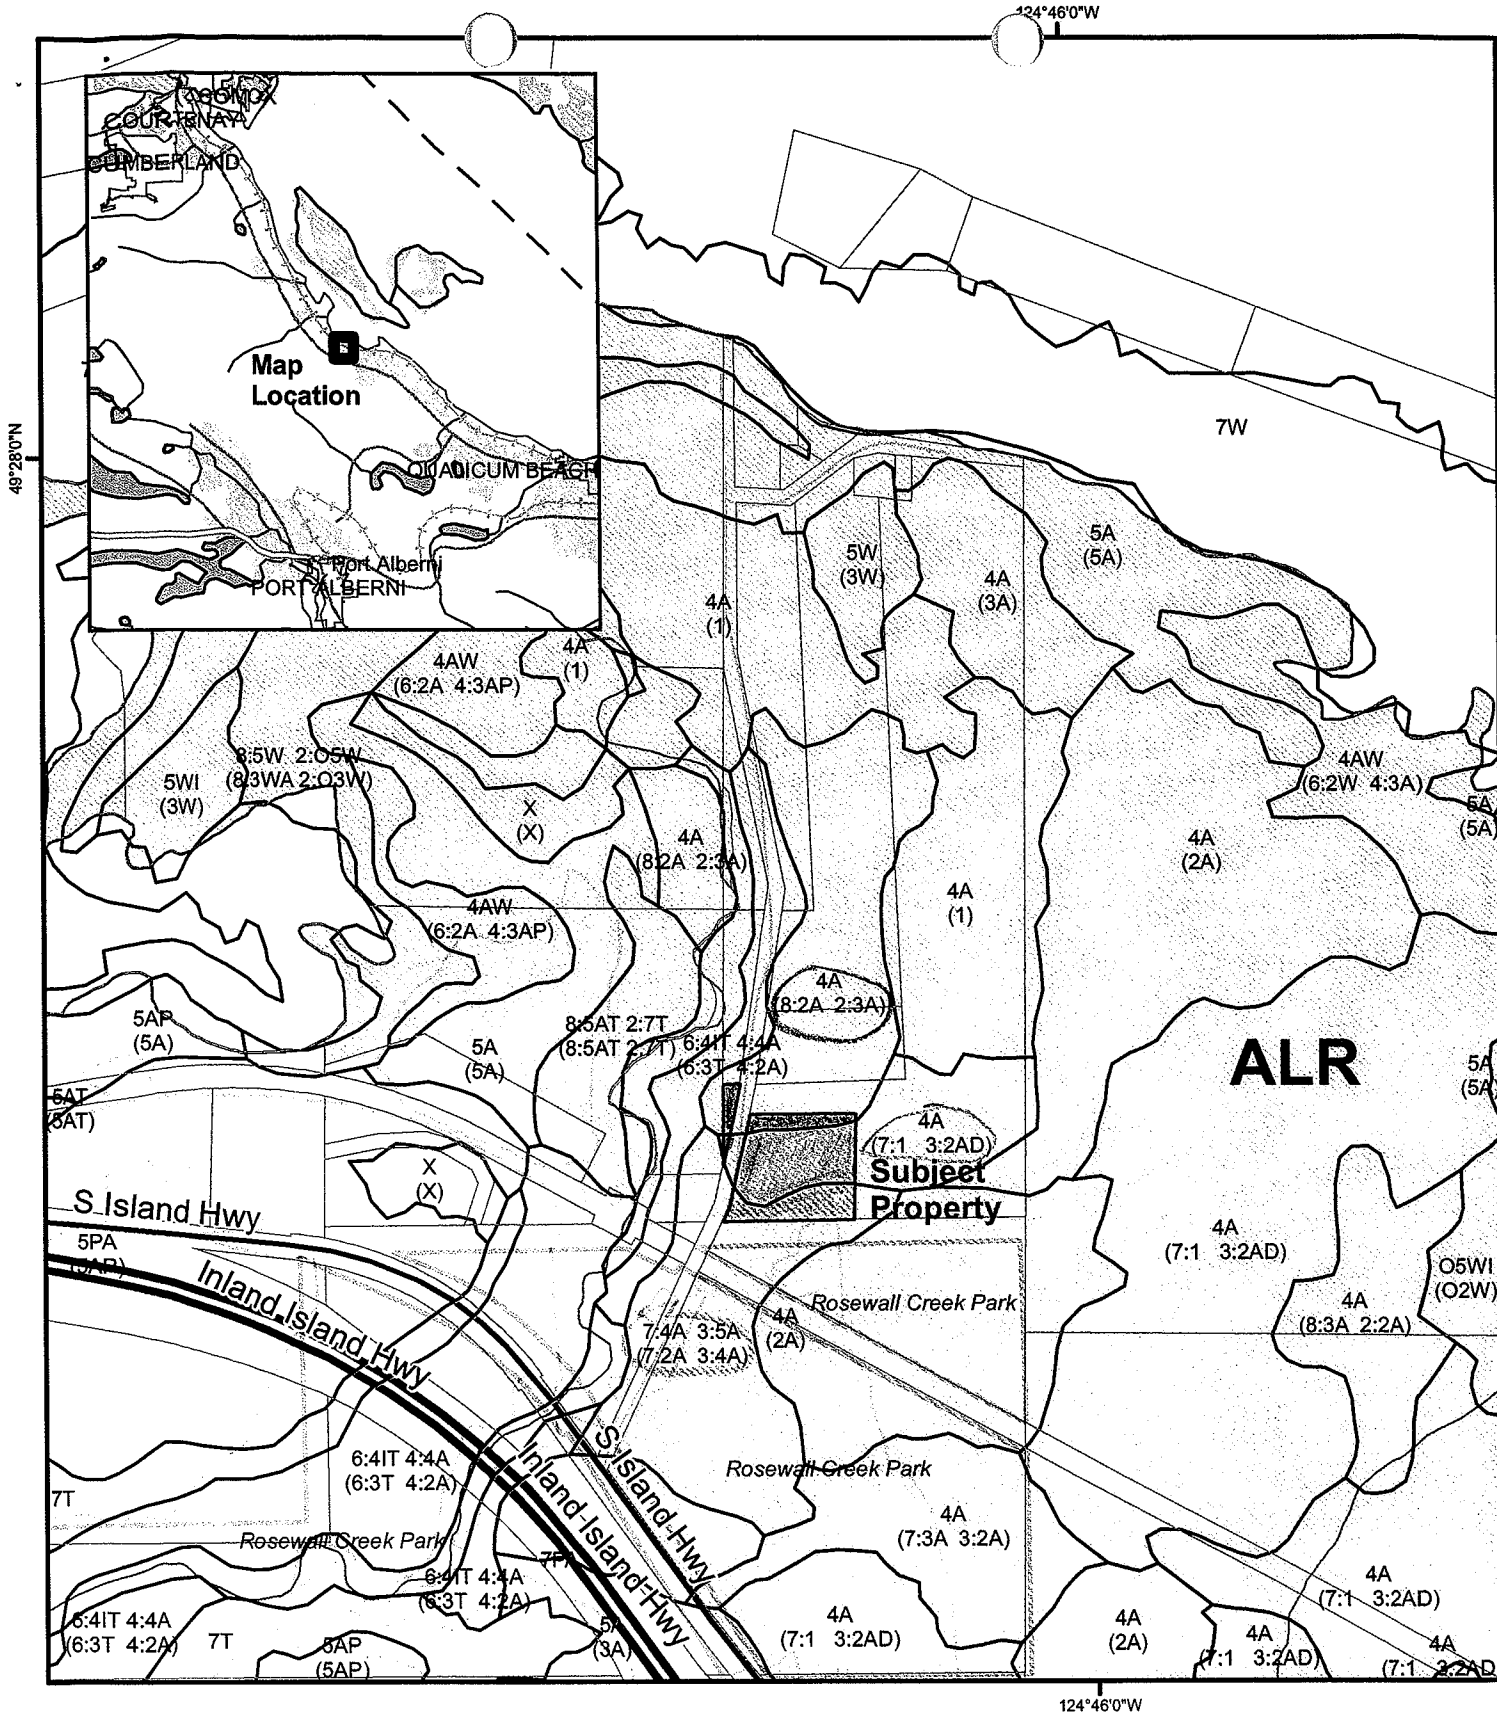 124°46'0"W
COMOX
COURTENAY
CUMBERLAND
Map
Location
QUALICUM BEACH
Port Alberni
PORT ALBERNI
49°28'0"N
7W
5A
(5A)
5W
(3W)
4A
(3A)
4A
(1)
4A
(1)
4AW
(6:2A 4:3AP)
8:5W 2:O5W
(8:3WA 2:O3W)
5WI
(3W)
X
(X)
4A
(8:2A 2:3A)
4AW
(6:2W 4:3A)
5A
(5A)
4A
(2A)
4A
(1)
4AW
(6:2A 4:3AP)
4A
(8:2A 2:3A)
5AP
(5A)
5A
(5A)
8:5AT 2:7T
(8:5AT 2:7T)
6:4IT 4:4A
(6:3T 4:2A)
ALR
5A
(5A)
5AT
(5AT)
4A
(7:1 3:2AD)
Subject
Property
X
(X)
S Island Hwy
5PA
(5AP)
Inland Island Hwy
4A
(7:1 3:2AD)
O5WI
(O2W)
4A
(8:3A 2:2A)
Rosewall Creek Park
7:4A 3:5A
(7:2A 3:4A)
4A
(2A)
S Island Hwy
Inland Island Hwy
6:4IT 4:4A
(6:3T 4:2A)
Rosewall Creek Park
7T
4A
(7:3A 3:2A)
Rosewall Creek Park
6:4IT 4:4A
(6:3T 4:2A)
4A
(7:1 3:2AD)
6:4IT 4:4A
(6:3T 4:2A)
7T
5AP
(5AP)
(3A)
4A
(7:1 3:2AD)
4A
(2A)
4A
(7:1 3:2AD)
4A
(7:1 3:2AD
124°46'0"W